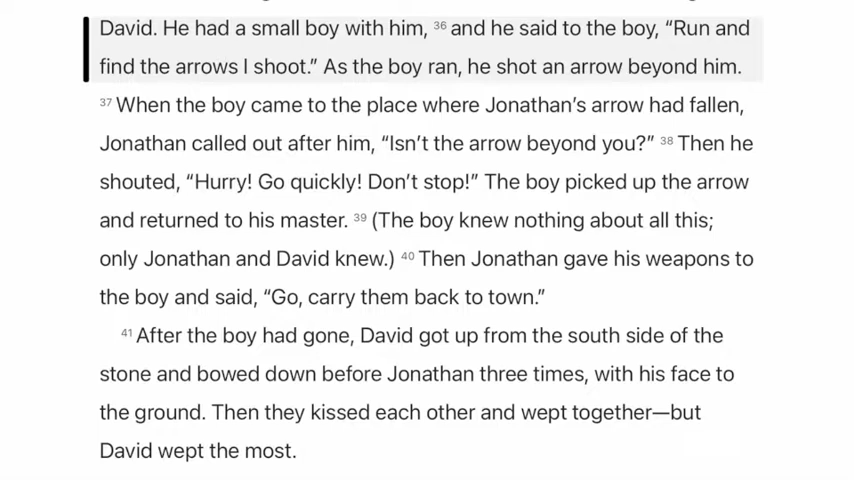 David. He had a small boy with him, 36 and he said to the boy, “Run and
find the arrows I shoot.” As the boy ran, he shot an arrow beyond him.
37 When the boy came to the place where Jonathan’s arrow had fallen,
Jonathan called out after him, “Isn’t the arrow beyond you?” 38 Then he
shouted, “Hurry! Go quickly! Don’t stop!” The boy picked up the arrow
and returned to his master. 39 (The boy knew nothing about all this;
only Jonathan and David knew.) 40 Then Jonathan gave his weapons to
the boy and said, “Go, carry them back to town.”
41 After the boy had gone, David got up from the south side of the
stone and bowed down before Jonathan three times, with his face to
the ground. Then they kissed each other and wept together—but
David wept the most.